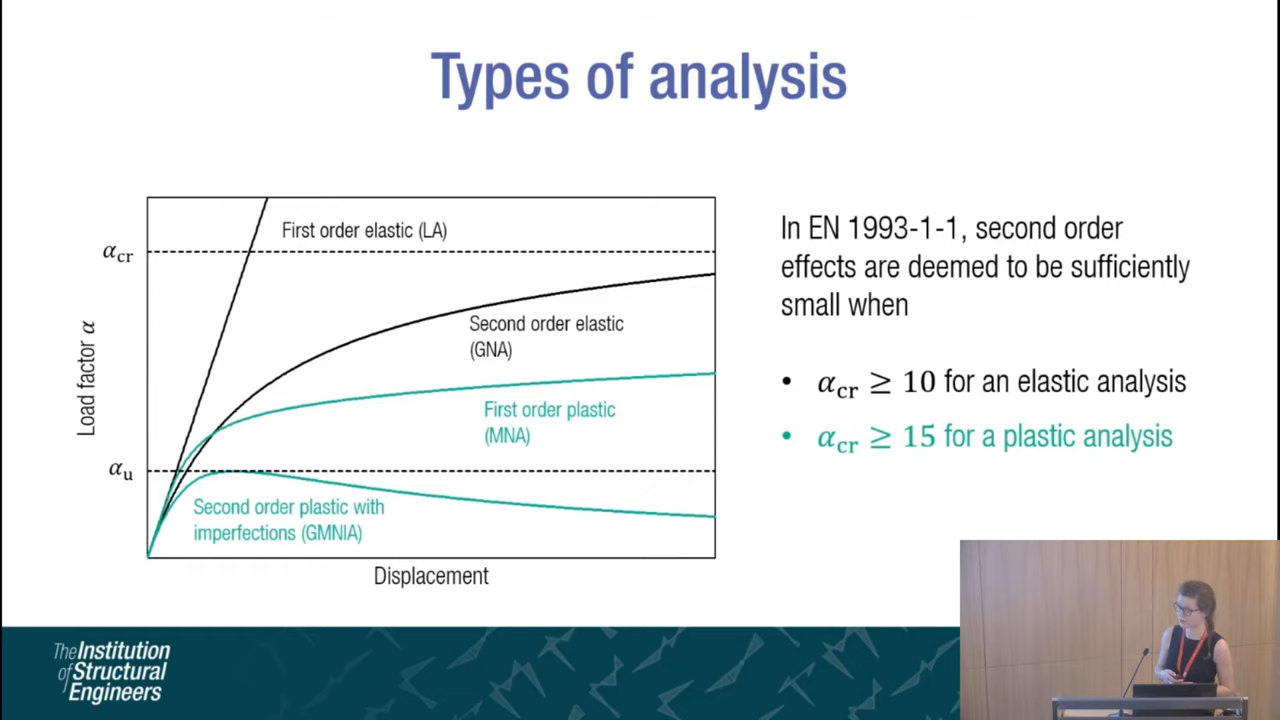 Types of analysis
First order elastic (LA)
α_cr
Second order elastic
(GNA)
Load factor α
First order plastic
(MNA)
α_u
Second order plastic with
imperfections (GMNIA)
Displacement
In EN 1993-1-1, second order
effects are deemed to be sufficiently
small when
• α_cr ≥ 10 for an elastic analysis
• α_cr ≥ 15 for a plastic analysis
The Institution
of Structural
Engineers